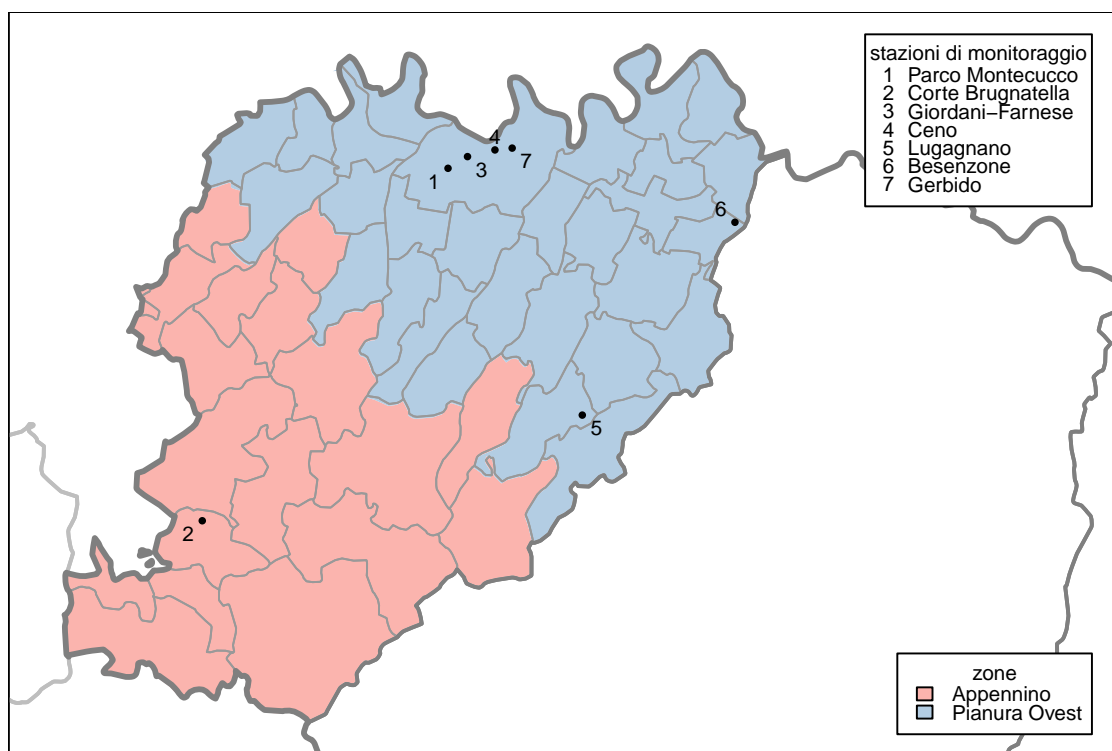 stazioni di monitoraggio
1 Parco Montecucco
2 Corte Brugnatella
3 Giordani−Farnese
4 Ceno
5 Lugagnano
6 Besenzone
7 Gerbido
4
7
3
1
6
5
2
zone
Appennino
Pianura Ovest